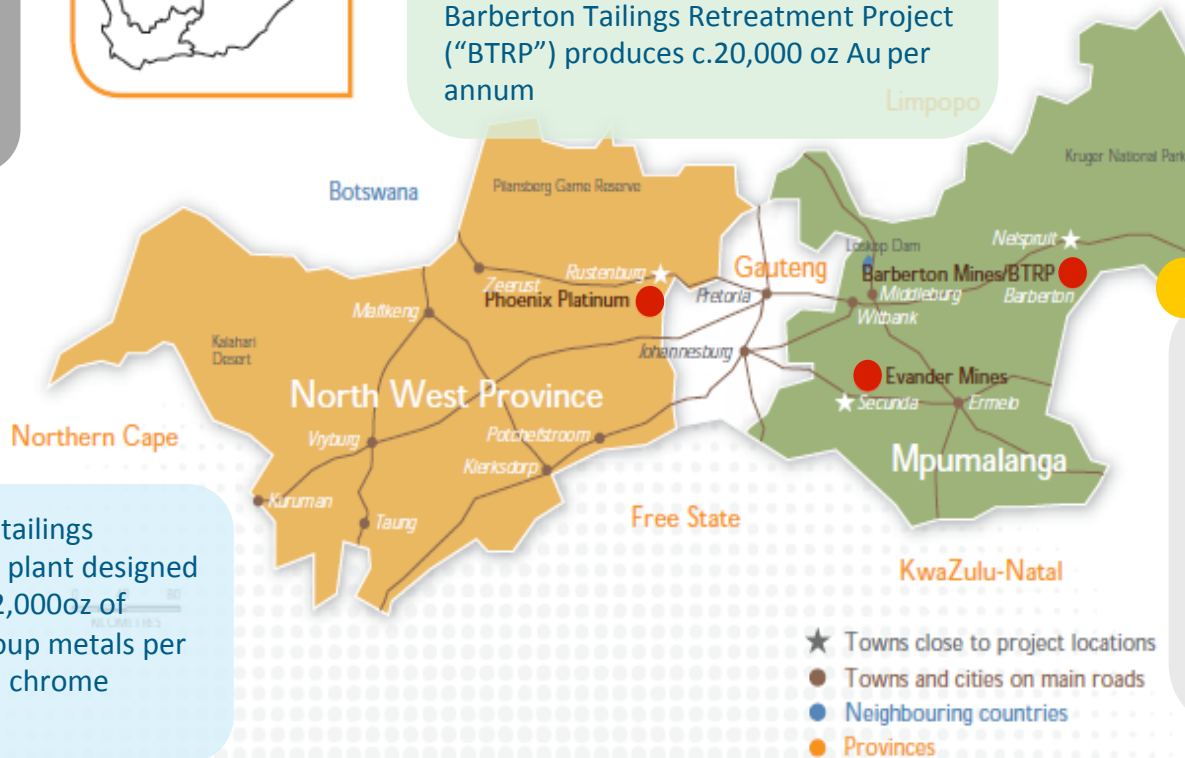 Barberton Tailings Retreatment Project
(“BTRP”) produces c.20,000 oz Au per
annum
Limpopo
Kruger National Park
Botswana
Pilansberg Game Reserve
Loskop Dam
Nelspruit
Gauteng
Rustenburg
Zeerust
Barberton Mines/BTRP
Phoenix Platinum
Pretoria
Middleburg
Barberton
Mafikeng
Witbank
Kalahari
Desert
Johannesburg
Evander Mines
North West Province
Secunda
Ermelo
Northern Cape
Vryburg
Potchefstroom
Klerksdorp
Mpumalanga
Kuruman
Free State
Taung
tailings
plant designed
2,000oz of
oup metals per
chrome
KwaZulu-Natal
Towns close to project locations
Towns and cities on main roads
Neighbouring countries
Provinces